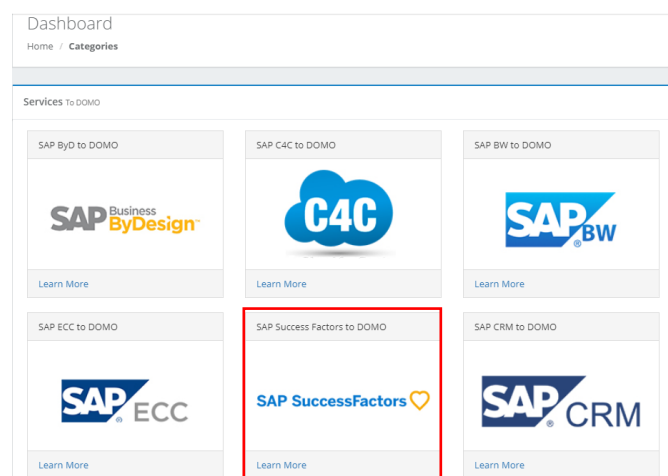 Dashboard
Home / Categories
Services To DOMO
SAP ByD to DOMO
SAP Business ByDesign™
Learn More
SAP C4C to DOMO
C4C
Learn More
SAP BW to DOMO
SAP® BW
Learn More
SAP ECC to DOMO
SAP® ECC
Learn More
SAP Success Factors to DOMO
SAP SuccessFactors
Learn More
SAP CRM to DOMO
SAP® CRM
Learn More